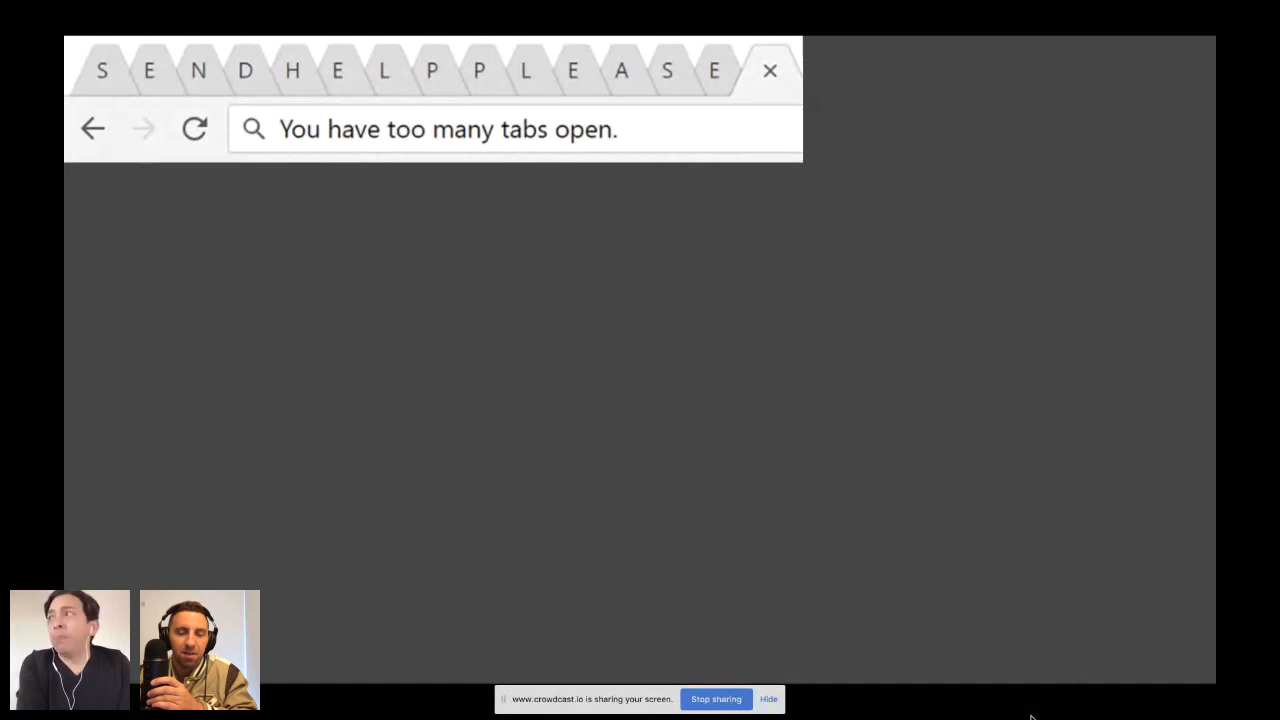 S E N D H E L P P L E A S E
You have too many tabs open.
www.crowdcast.io is sharing your screen. Stop sharing Hide